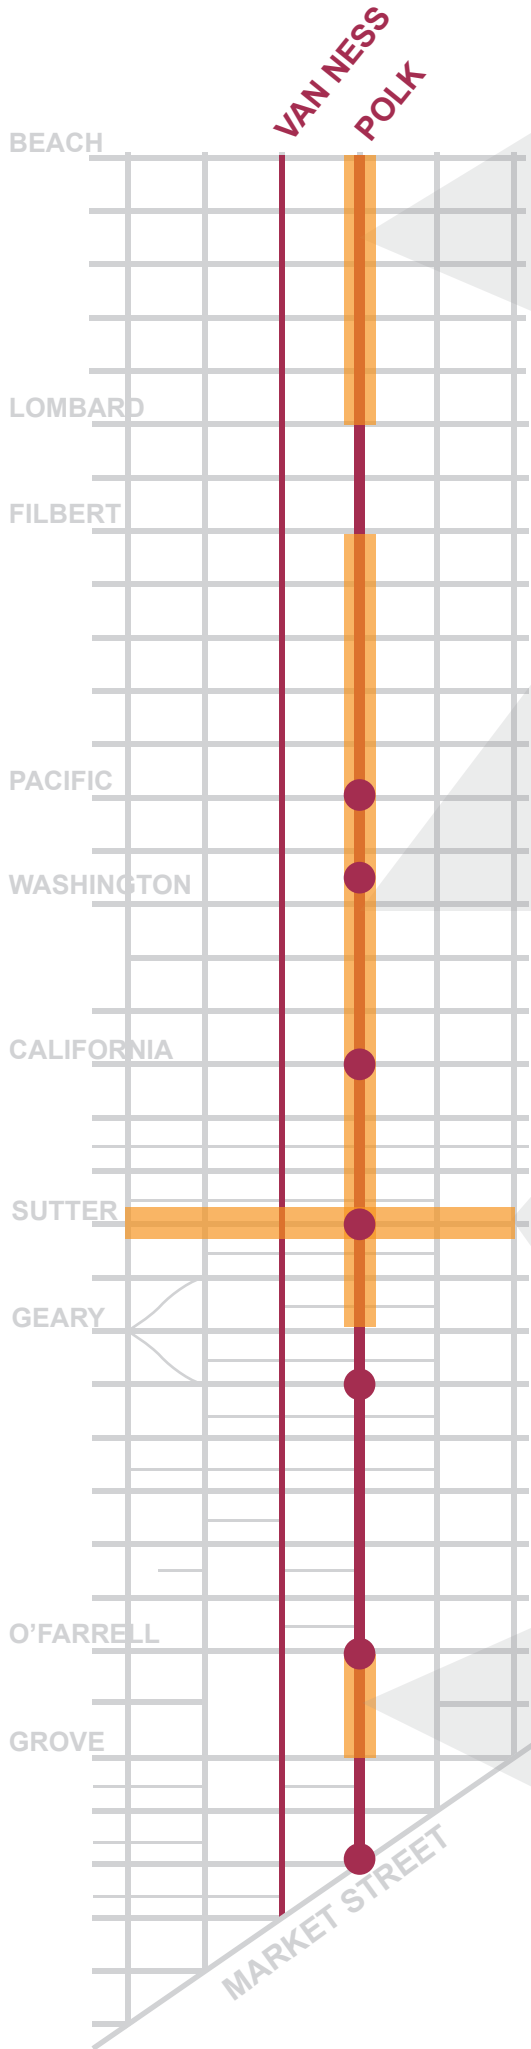 VAN NESS
POLK
BEACH
LOMBARD
FILBERT
PACIFIC
WASHINGTON
CALIFORNIA
SUTTER
GEARY
O'FARRELL
GROVE
MARKET STREET